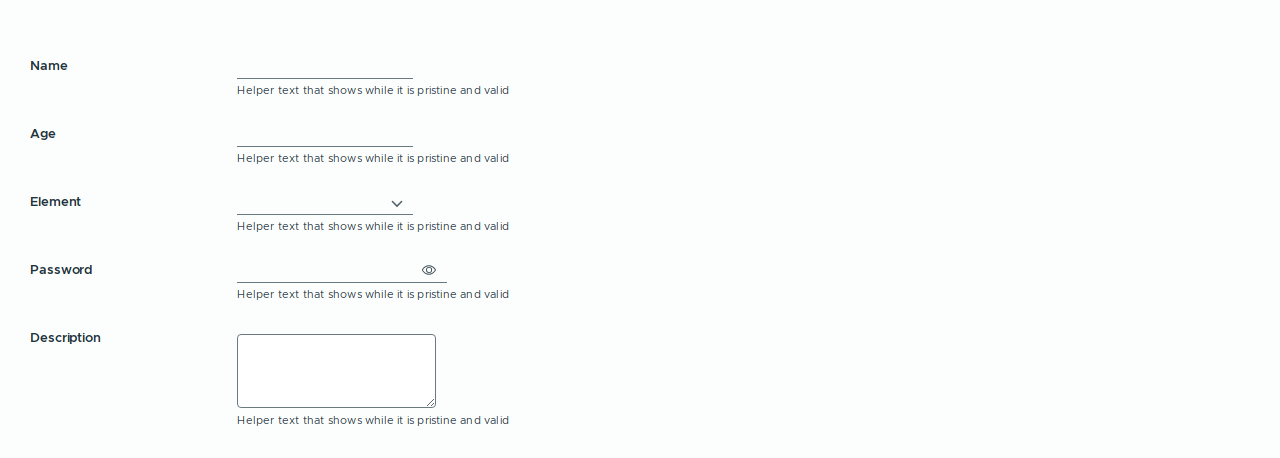 Name
Helper text that shows while it is pristine and valid
Age
Helper text that shows while it is pristine and valid
Element
Helper text that shows while it is pristine and valid
Password
Helper text that shows while it is pristine and valid
Description
Helper text that shows while it is pristine and valid